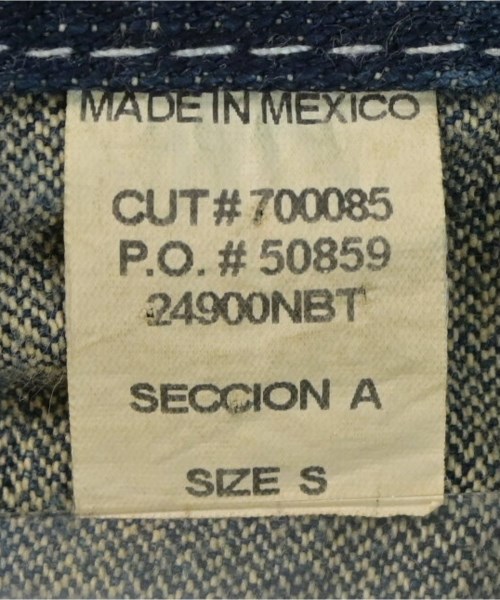 MADE IN MEXICO
CUT# 700085
P.O. # 50859
24900NBT
SECCION A
SIZE S